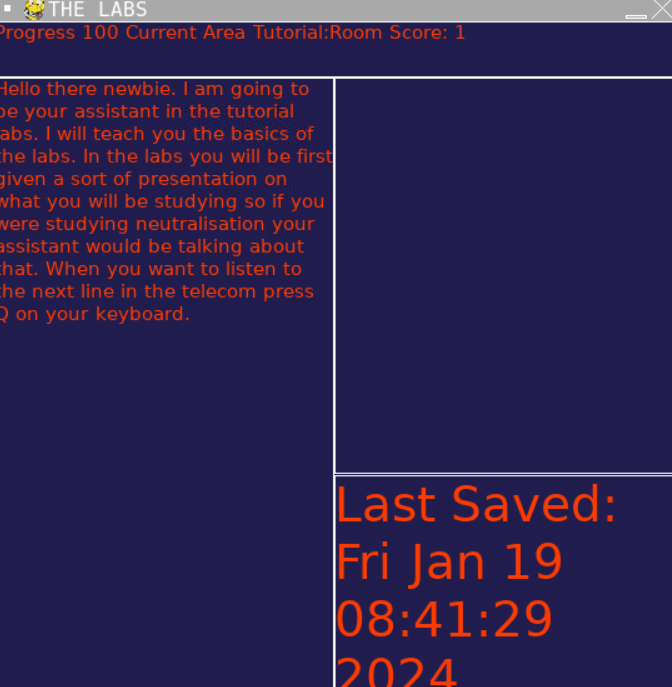 THE LABS
Progress 100 Current Area Tutorial:Room Score: 1
Hello there newbie. I am going to
be your assistant in the tutorial
labs. I will teach you the basics of
the labs. In the labs you will be first
given a sort of presentation on
what you will be studying so if you
were studying neutralisation your
assistant would be talking about
that. When you want to listen to
the next line in the telecom press
Q on your keyboard.
Last Saved:
Fri Jan 19
08:41:29
2024